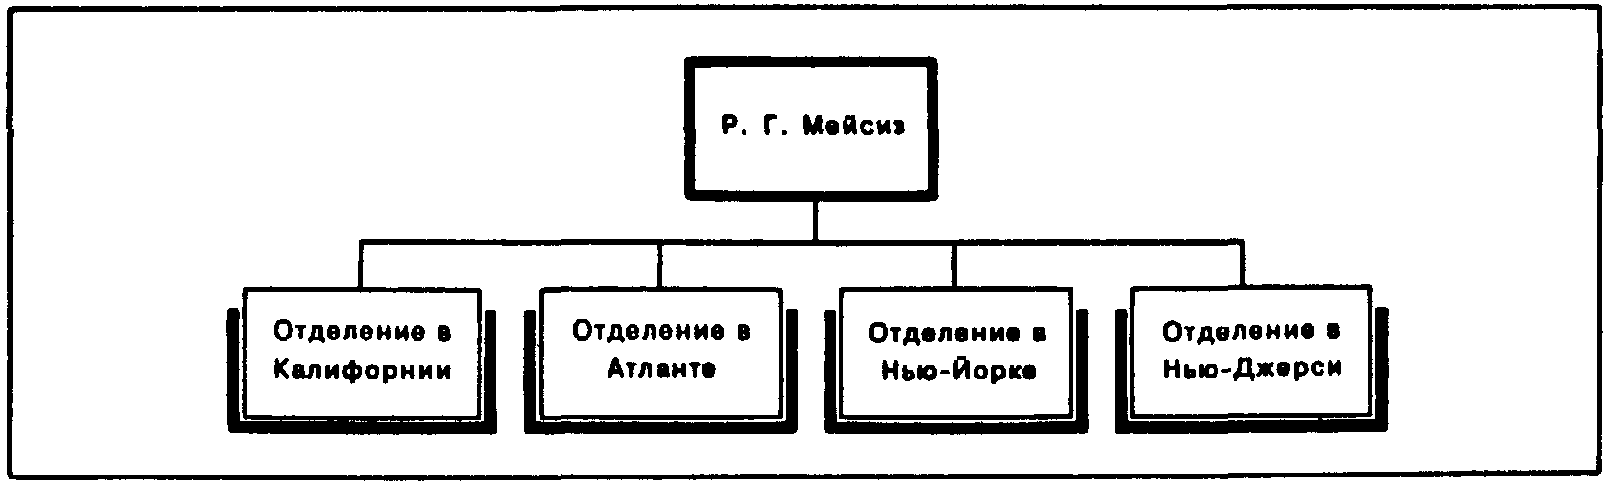 Р. Г. Мейсиз
Отделение в
Калифорнии
Отделение в
Атланте
Отделение в
Нью-Йорке
Отделение в
Нью-Джерси